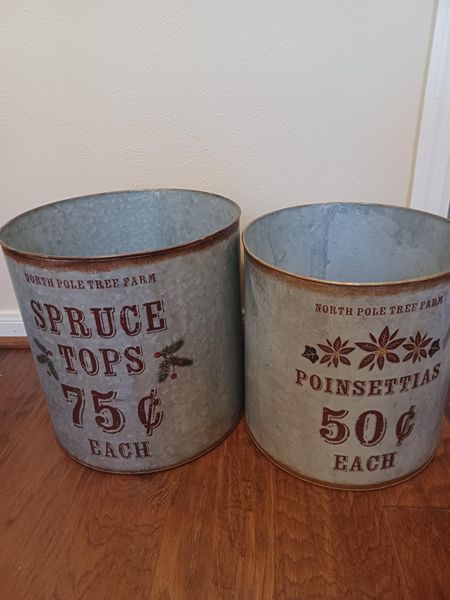 NORTH POLE TREE FARM
SPRUCE
TOPS
75 ¢
EACH
NORTH POLE TREE FARM
POINSETTIAS
50 ¢
EACH